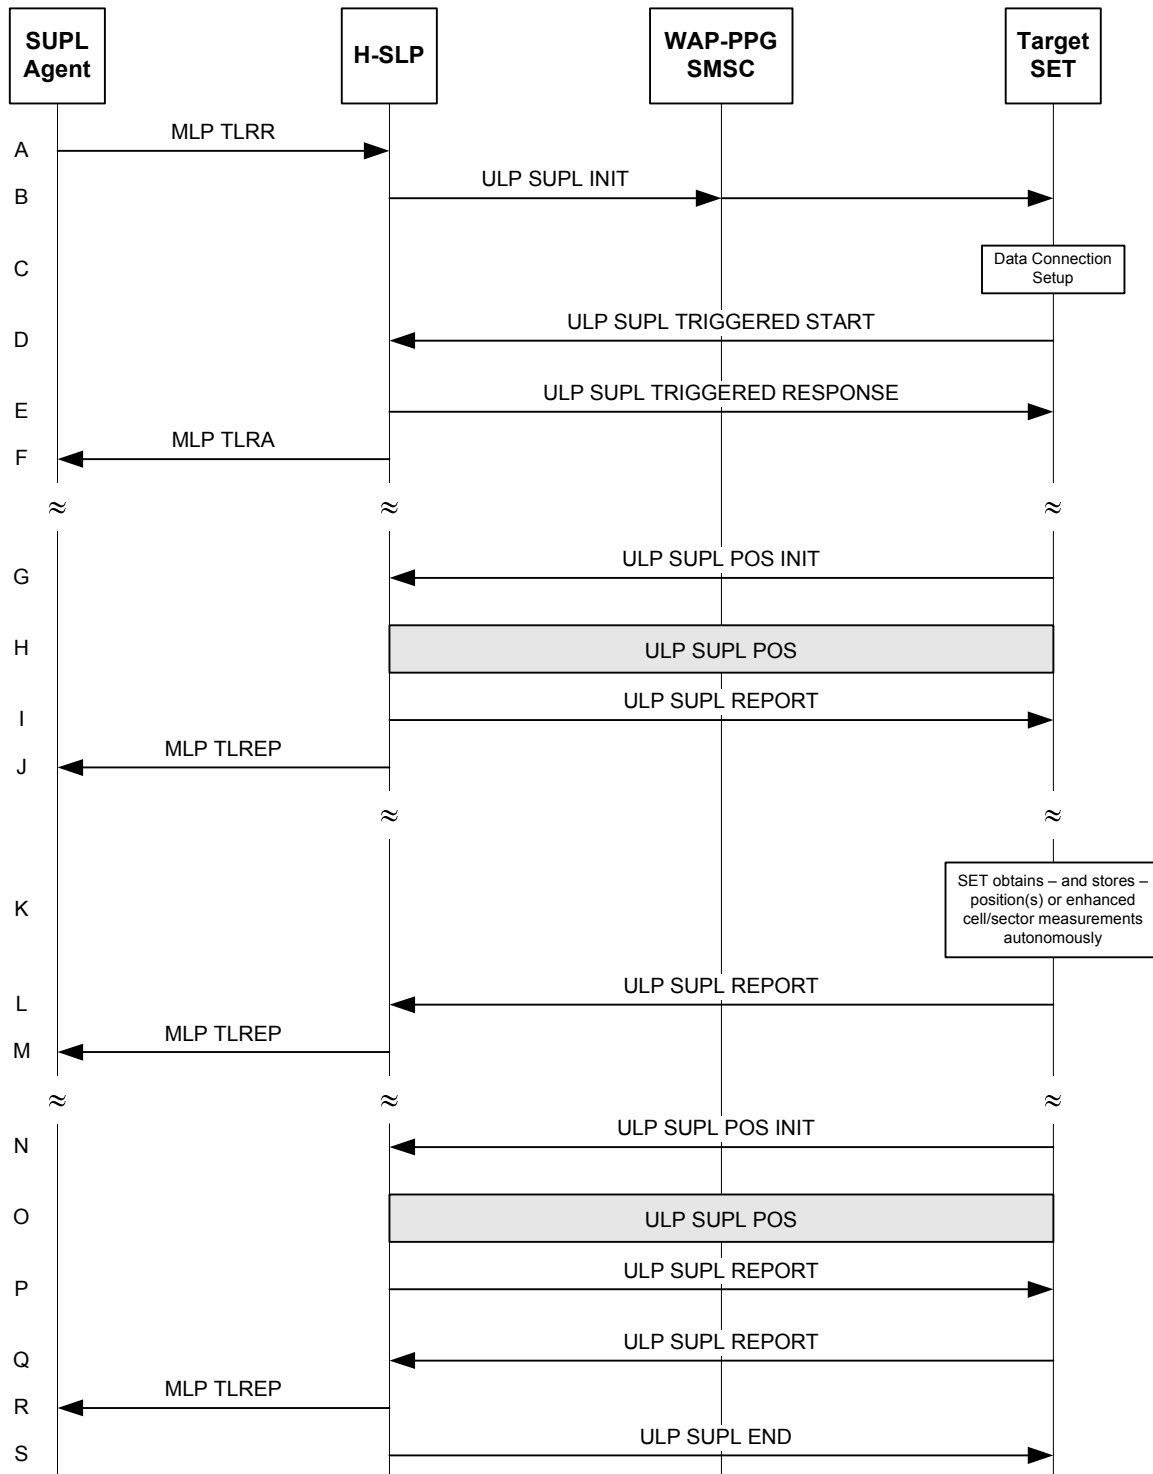 SUPL
Agent
H-SLP
WAP-PPG
SMSC
Target
SET
A
MLP TLRR
B
ULP SUPL INIT
C
Data Connection
Setup
D
ULP SUPL TRIGGERED START
E
ULP SUPL TRIGGERED RESPONSE
F
MLP TLRA
≈ ≈ ≈
G
ULP SUPL POS INIT
H
ULP SUPL POS
I
ULP SUPL REPORT
J
MLP TLREP
≈ ≈
K
SET obtains – and stores –
position(s) or enhanced
cell/sector measurements
autonomously
L
ULP SUPL REPORT
M
MLP TLREP
≈ ≈ ≈
N
ULP SUPL POS INIT
O
ULP SUPL POS
P
ULP SUPL REPORT
Q
ULP SUPL REPORT
R
MLP TLREP
S
ULP SUPL END